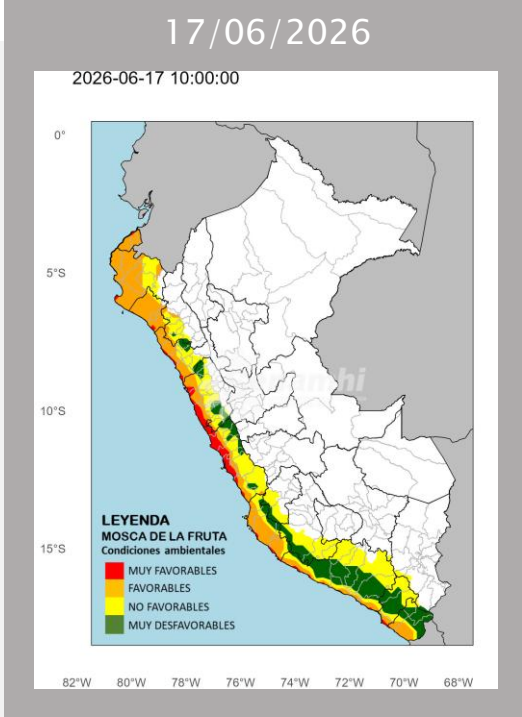 17/06/2026
2026-06-17 10:00:00
0°
5°S
10°S
15°S
LEYENDA
MOSCA DE LA FRUTA
Condiciones ambientales
MUY FAVORABLES
FAVORABLES
NO FAVORABLES
MUY DESFAVORABLES
82°W 80°W 78°W 76°W 74°W 72°W 70°W 68°W